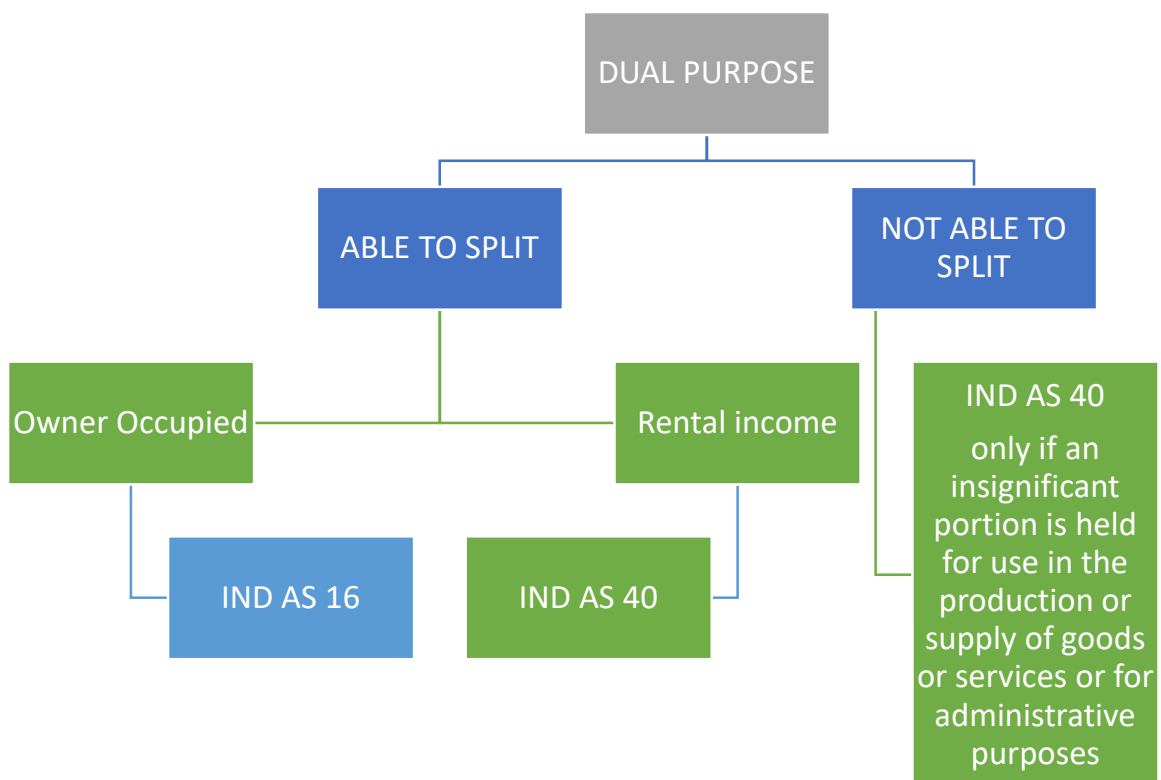 DUAL PURPOSE
ABLE TO SPLIT
NOT ABLE TO
SPLIT
Owner Occupied
Rental income
IND AS 16
IND AS 40
IND AS 40
only if an
insignificant
portion is held
for use in the
production or
supply of goods
or services or for
administrative
purposes